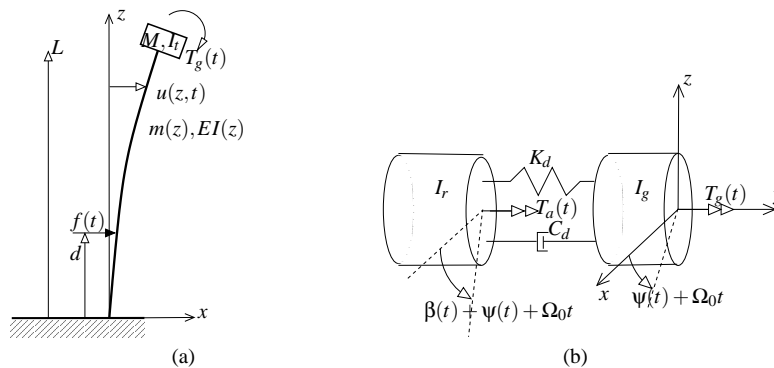 z
L
M, I_t
T_g(t)
u(z,t)
m(z), EI(z)
f(t)
d
x
(a)
z
K_d
I_r
I_g
T_a(t)
T_g(t)
C_d
x
β(t) + ψ(t) + Ω_0t
ψ(t) + Ω_0t
(b)